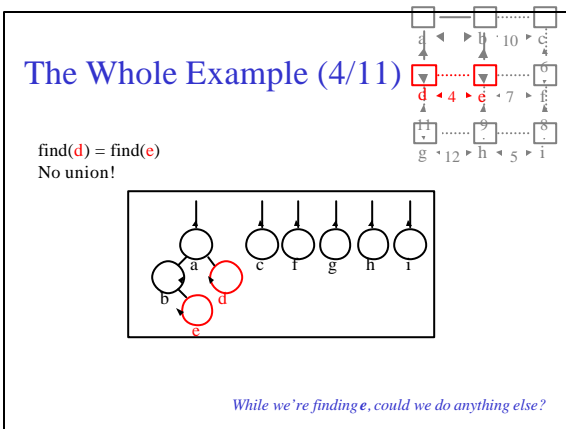 The Whole Example (4/11)
a b 10 c
6
d 4 e 7 f
11 9 8
g 12 h 5 i
find(d) = find(e)
No union!
a c f g h i
b d
e
While we're finding e, could we do anything else?